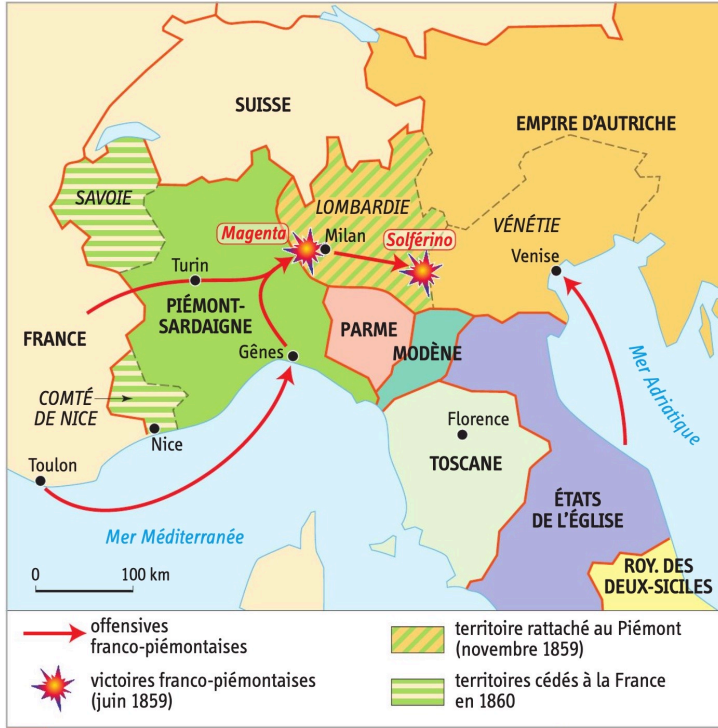 SUISSE
EMPIRE D'AUTRICHE
SAVOIE
LOMBARDIE
VÉNÉTIE
Magenta
Milan
Solférino
Venise
Turin
PIÉMONT-
SARDAIGNE
FRANCE
PARME
MODÈNE
Gênes
COMTÉ
DE NICE
Nice
Mer Adriatique
Florence
TOSCANE
Toulon
ÉTATS
DE L'ÉGLISE
Mer Méditerranée
ROY. DES
DEUX-SICILES
0 100 km
offensives
franco-piémontaises
victoires franco-piémontaises
(juin 1859)
territoire rattaché au Piémont
(novembre 1859)
territoires cédés à la France
en 1860